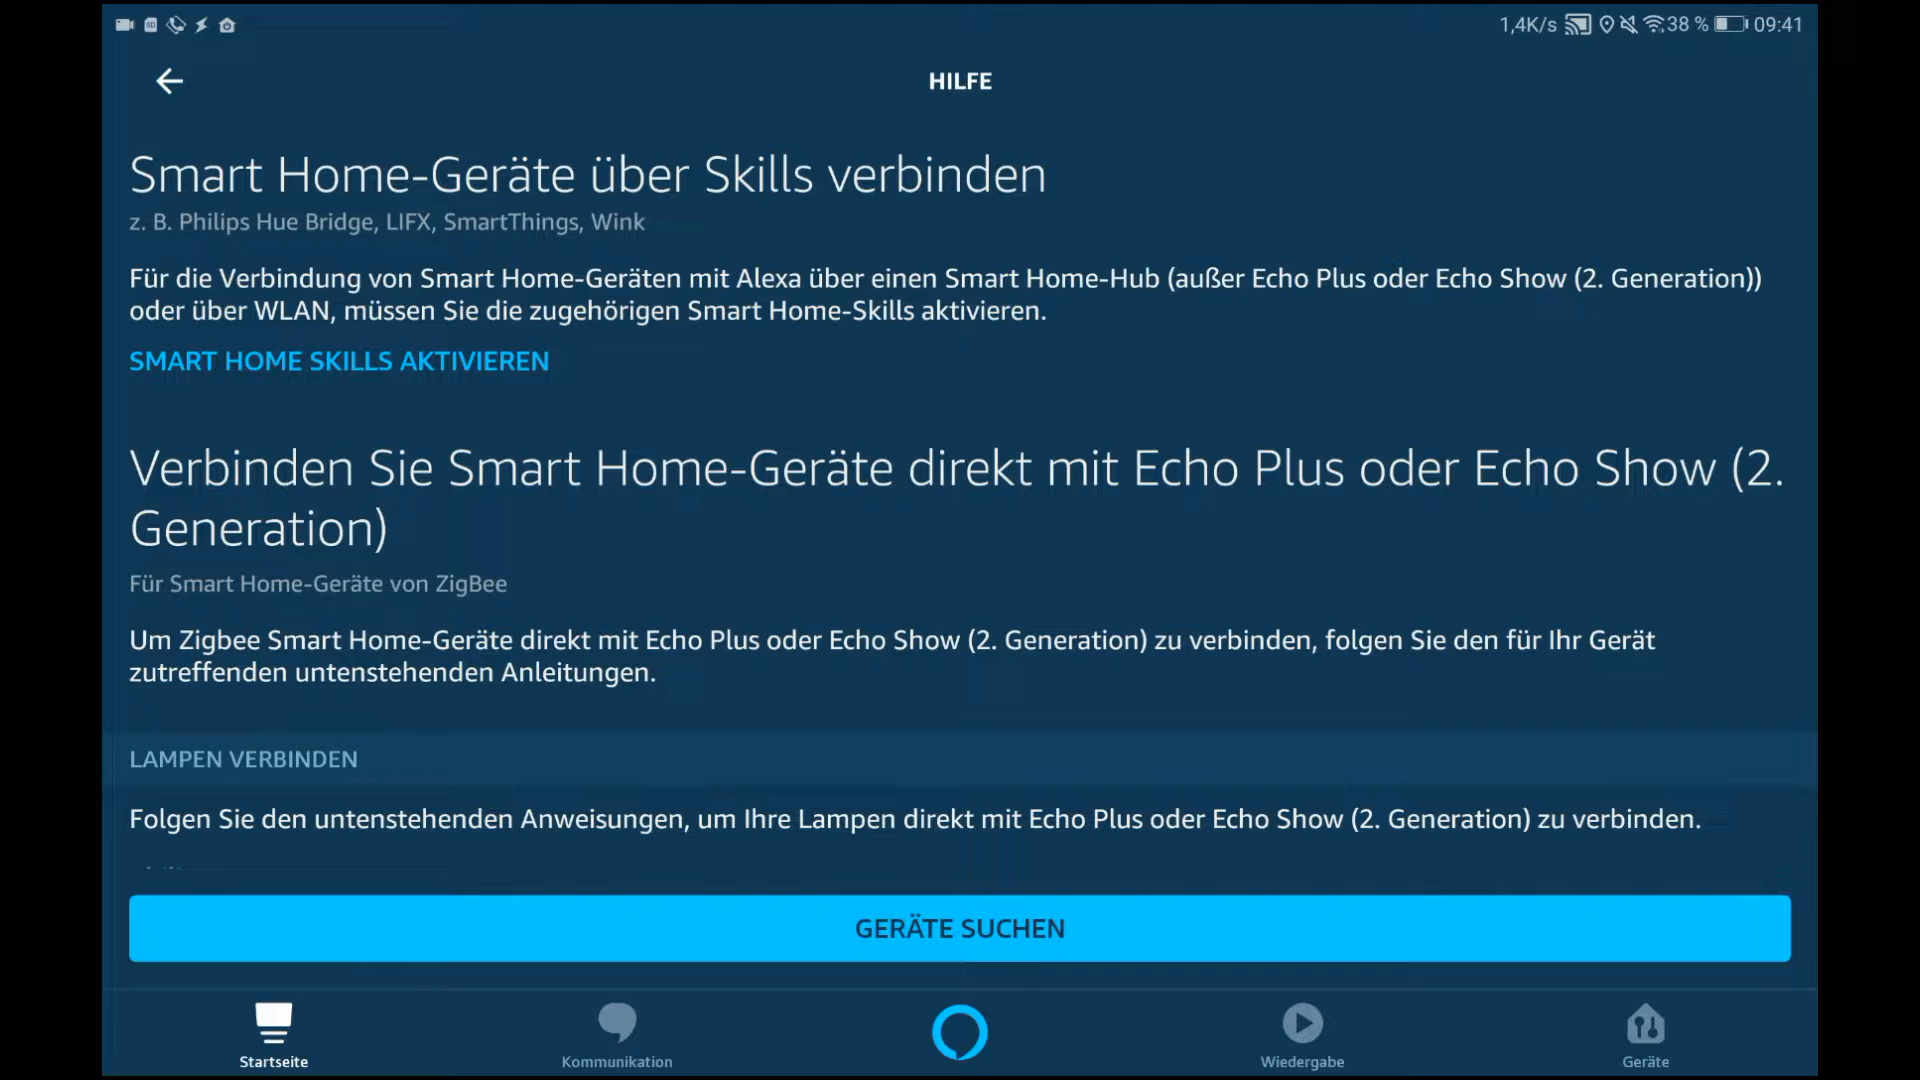 1,4K/s 38 % 09:41
HILFE
Smart Home-Geräte über Skills verbinden
z. B. Philips Hue Bridge, LIFX, SmartThings, Wink
Für die Verbindung von Smart Home-Geräten mit Alexa über einen Smart Home-Hub (außer Echo Plus oder Echo Show (2. Generation))
oder über WLAN, müssen Sie die zugehörigen Smart Home-Skills aktivieren.
SMART HOME SKILLS AKTIVIEREN
Verbinden Sie Smart Home-Geräte direkt mit Echo Plus oder Echo Show (2.
Generation)
Für Smart Home-Geräte von ZigBee
Um Zigbee Smart Home-Geräte direkt mit Echo Plus oder Echo Show (2. Generation) zu verbinden, folgen Sie den für Ihr Gerät
zutreffenden untenstehenden Anleitungen.
LAMPEN VERBINDEN
Folgen Sie den untenstehenden Anweisungen, um Ihre Lampen direkt mit Echo Plus oder Echo Show (2. Generation) zu verbinden.
GERÄTE SUCHEN
Startseite
Kommunikation
Wiedergabe
Geräte